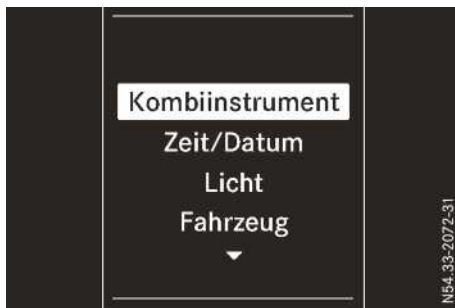 Kombiinstrument
Zeit/Datum
Licht
Fahrzeug
N54.33-2072-31